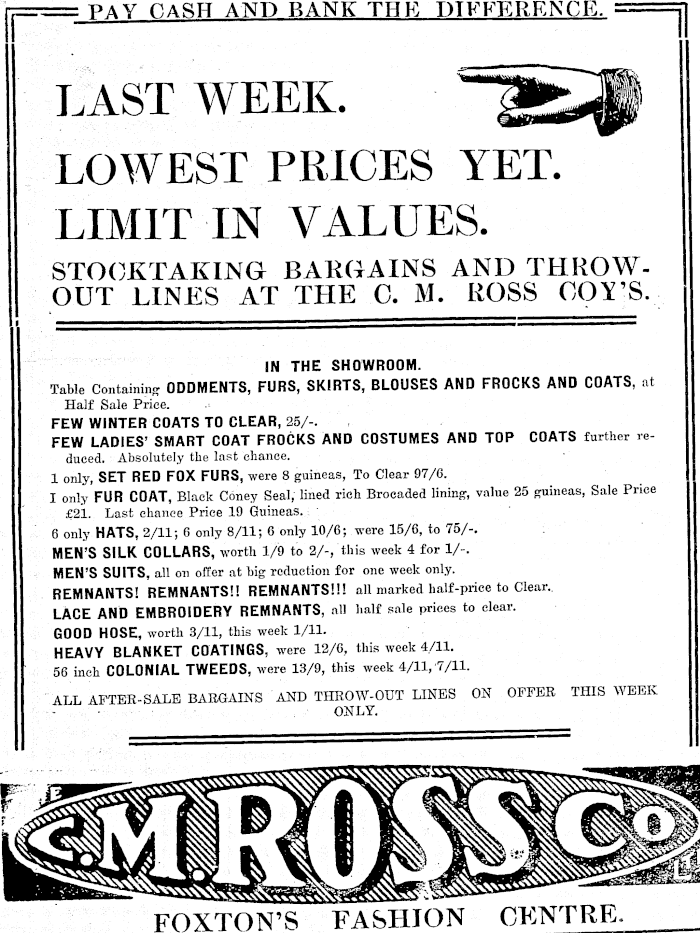 PAY CASH AND BANK THE DIFFERENCE.
LAST WEEK.
LOWEST PRICES YET.
LIMIT IN VALUES.
STOCKTAKING BARGAINS AND THROW-
OUT LINES AT THE C. M. ROSS COY'S.
IN THE SHOWROOM.
Table Containing ODDMENTS, FURS, SKIRTS, BLOUSES AND FROCKS AND COATS, at
Half Sale Price.
FEW WINTER COATS TO CLEAR, 25/-.
FEW LADIES' SMART COAT FROCKS AND COSTUMES AND TOP COATS further re-
duced. Absolutely the last chance.
1 only, SET RED FOX FURS, were 8 guineas, To Clear 97/6.
I only FUR COAT, Black Coney Seal, lined rich Brocaded lining, value 25 guineas, Sale Price
£21. Last chance Price 19 Guineas.
6 only HATS, 2/11; 6 only 8/11; 6 only 10/6; were 15/6, to 75/-.
MEN'S SILK COLLARS, worth 1/9 to 2/-, this week 4 for 1/-.
MEN'S SUITS, all on offer at big reduction for one week only.
REMNANTS! REMNANTS!! REMNANTS!!! all marked half-price to Clear.
LACE AND EMBROIDERY REMNANTS, all half sale prices to clear.
GOOD HOSE, worth 3/11, this week 1/11.
HEAVY BLANKET COATINGS, were 12/6, this week 4/11.
56 inch COLONIAL TWEEDS, were 13/9, this week 4/11, 7/11.
ALL AFTER-SALE BARGAINS AND THROW-OUT LINES ON OFFER THIS WEEK
ONLY.
C.M. ROSS Co
FOXTON'S FASHION CENTRE.